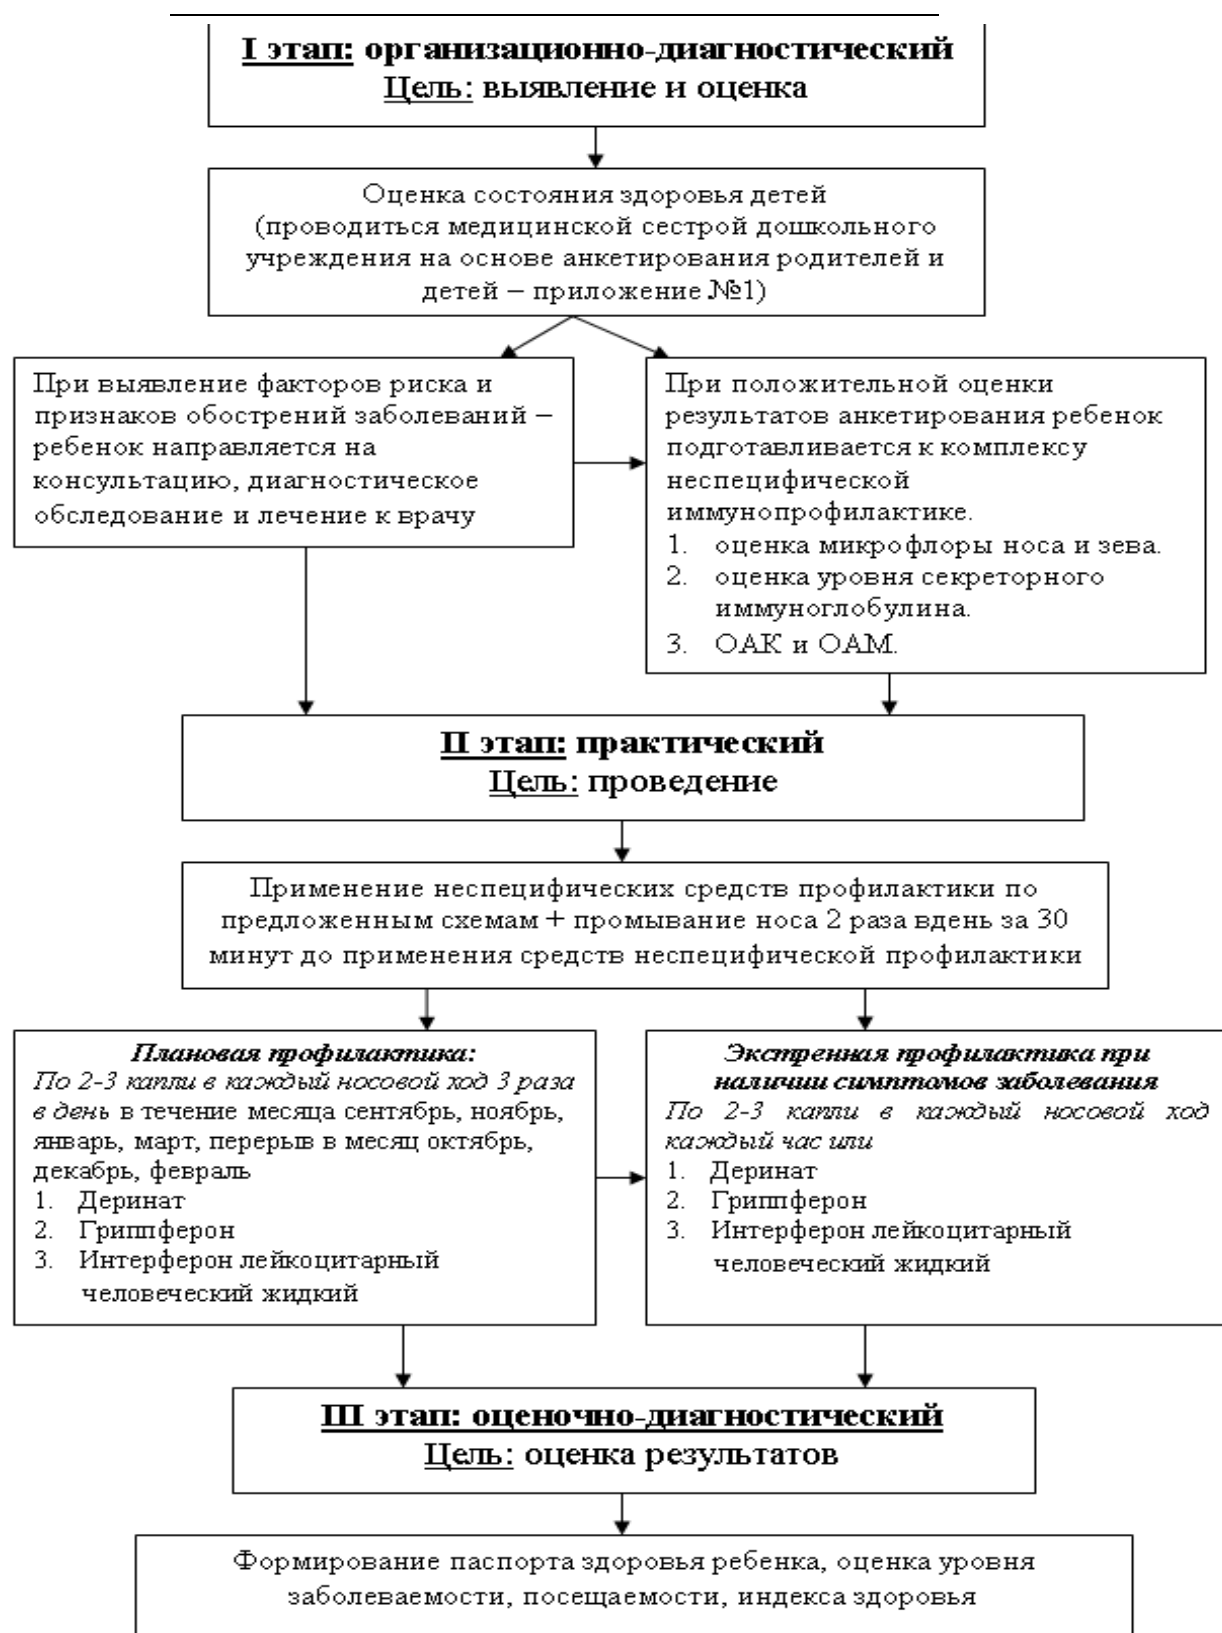 I этап: организационно-диагностический
Цель: выявление и оценка
Оценка состояния здоровья детей
(проводиться медицинской сестрой дошкольного
учреждения на основе анкетирования родителей и
детей – приложение №1)
При выявление факторов риска и
признаков обострений заболеваний –
ребенок направляется на
консультацию, диагностическое
обследование и лечение к врачу
При положительной оценки
результатов анкетирования ребенок
подготавливается к комплексу
неспецифической
иммунопрофилактике.
1. оценка микрофлоры носа и зева.
2. оценка уровня секреторного
иммуноглобулина.
3. ОАК и ОАМ.
II этап: практический
Цель: проведение
Применение неспецифических средств профилактики по
предложенным схемам + промывание носа 2 раза вдень за 30
минут до применения средств неспецифической профилактики
Плановая профилактика:
По 2-3 капли в каждый носовой ход 3 раза
в день в течение месяца сентябрь, ноябрь,
январь, март, перерыв в месяц октябрь,
декабрь, февраль
1. Деринат
2. Гриппферон
3. Интерферон лейкоцитарный
человеческий жидкий
Экстренная профилактика при
наличии симптомов заболевания
По 2-3 капли в каждый носовой ход
каждый час или
1. Деринат
2. Гриппферон
3. Интерферон лейкоцитарный
человеческий жидкий
III этап: оценочно-диагностический
Цель: оценка результатов
Формирование паспорта здоровья ребенка, оценка уровня
заболеваемости, посещаемости, индекса здоровья